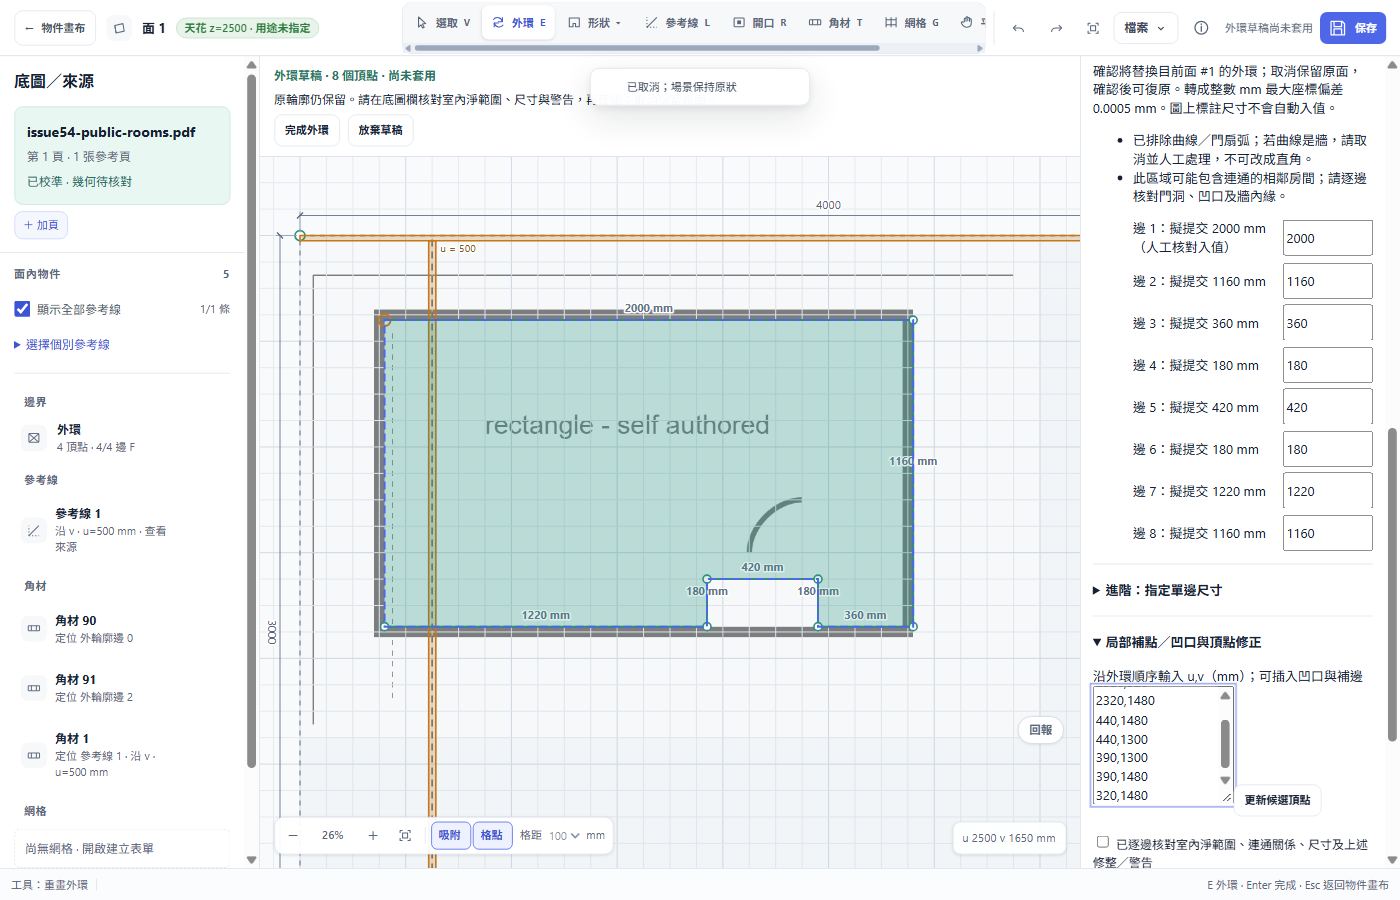 ← 物件畫布
面 1
天花 z=2500 · 用途未指定
選取 V
外環 E
形狀
參考線 L
開口 R
角材 T
網格 G
檔案
外環草稿尚未套用
保存
底圖／來源
issue54-public-rooms.pdf
第 1 頁 · 1 張參考頁
已校準 · 幾何待核對
＋ 加頁
面內物件 5
顯示全部參考線 1/1 條
選擇個別參考線
邊界
外環
4 頂點 · 4/4 邊 F
參考線
參考線 1
沿 v · u=500 mm · 查看
來源
角材
角材 90
定位 外輪廓邊 0
角材 91
定位 外輪廓邊 2
角材 1
定位 參考線 1 · 沿 v ·
u=500 mm
網格
尚無網格 · 開啟建立表單
外環草稿 · 8 個頂點 · 尚未套用
原輪廓仍保留。請在底圖欄核對室內淨範圍、尺寸與警告，
已取消；場景保持原狀
完成外環
放棄草稿
4000
u = 500
2000 mm
rectangle - self authored
1160 mm
420 mm
180 mm
180 mm
1220 mm
360 mm
3000
回報
− 26% +
吸附
格點
格距 100 mm
u 2500 v 1650 mm
確認將替換目前面 #1 的外環；取消保留原面，
確認後可復原。轉成整數 mm 最大座標偏差
0.0005 mm。圖上標註尺寸不會自動入值。
• 已排除曲線／門扇弧；若曲線是牆，請取
消並人工處理，不可改成直角。
• 此區域可能包含連通的相鄰房間；請逐邊
核對門洞、凹口及牆內緣。
邊 1：擬提交 2000 mm
（人工核對入值）
2000
邊 2：擬提交 1160 mm 1160
邊 3：擬提交 360 mm 360
邊 4：擬提交 180 mm 180
邊 5：擬提交 420 mm 420
邊 6：擬提交 180 mm 180
邊 7：擬提交 1220 mm 1220
邊 8：擬提交 1160 mm 1160
進階：指定單邊尺寸
局部補點／凹口與頂點修正
沿外環順序輸入 u,v（mm）；可插入凹口與補邊
2320,1480
440,1480
440,1300
390,1300
390,1480
320,1480
更新候選頂點
已逐邊核對室內淨範圍、連通關係、尺寸及上述
修整／警告
工具：重畫外環
E 外環 · Enter 完成 · Esc 返回物件畫布